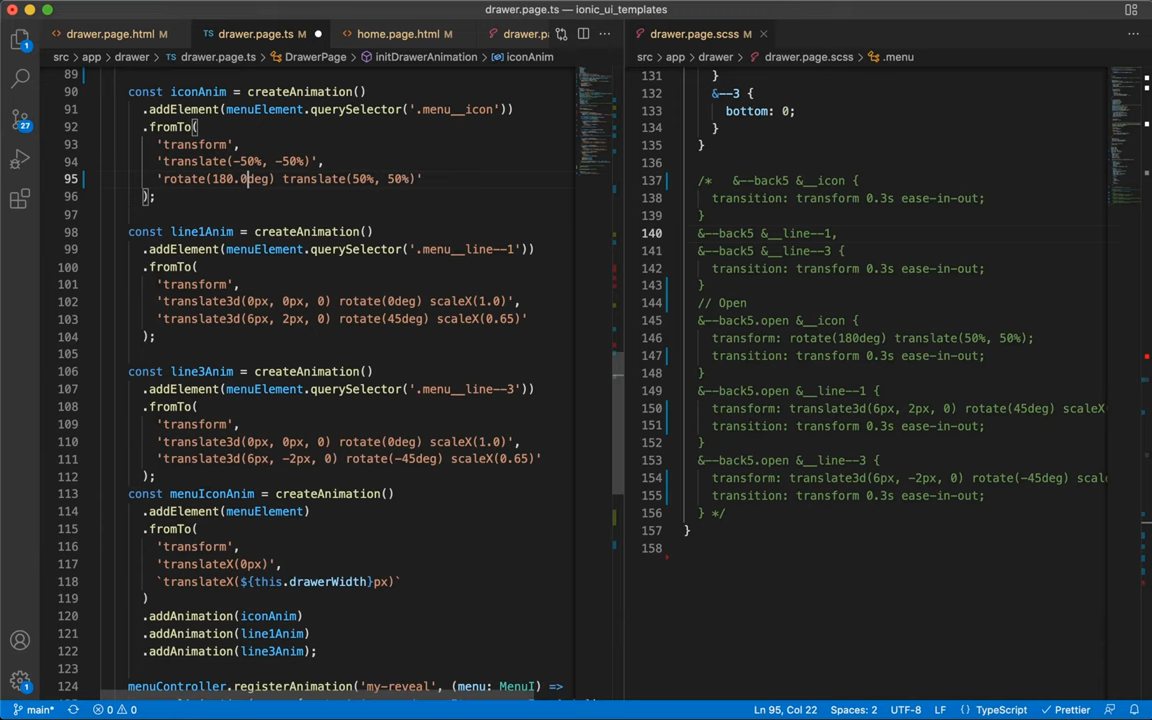 drawer.page.ts — ionic_ui_templates
drawer.page.html M
drawer.page.ts M
home.page.html M
drawer.pa
drawer.page.scss M
src > app > drawer > drawer.page.ts > DrawerPage > initDrawerAnimation > iconAnim
src > app > drawer > drawer.page.scss > .menu
89
90 const iconAnim = createAnimation()
91 .addElement(menuElement.querySelector('.menu__icon'))
92 .fromTo(
93 'transform',
94 'translate(-50%, -50%)',
95 'rotate(180.0deg) translate(50%, 50%)'
96 );
97
98 const line1Anim = createAnimation()
99 .addElement(menuElement.querySelector('.menu__line--1'))
100 .fromTo(
101 'transform',
102 'translate3d(0px, 0px, 0) rotate(0deg) scaleX(1.0)',
103 'translate3d(6px, 2px, 0) rotate(45deg) scaleX(0.65)'
104 );
105
106 const line3Anim = createAnimation()
107 .addElement(menuElement.querySelector('.menu__line--3'))
108 .fromTo(
109 'transform',
110 'translate3d(0px, 0px, 0) rotate(0deg) scaleX(1.0)',
111 'translate3d(6px, -2px, 0) rotate(-45deg) scaleX(0.65)'
112 );
113 const menuIconAnim = createAnimation()
114 .addElement(menuElement)
115 .fromTo(
116 'transform',
117 'translateX(0px)',
118 `translateX(${this.drawerWidth}px)`
119 )
120 .addAnimation(iconAnim)
121 .addAnimation(line1Anim)
122 .addAnimation(line3Anim);
123
124 menuController.registerAnimation('my-reveal', (menu: MenuI) =>
131 }
132 &--3 {
133 bottom: 0;
134 }
135 }
136
137 /* &--back5 &__icon {
138 transition: transform 0.3s ease-in-out;
139 }
140 &--back5 &__line--1,
141 &--back5 &__line--3 {
142 transition: transform 0.3s ease-in-out;
143 }
144 // Open
145 &--back5.open &__icon {
146 transform: rotate(180deg) translate(50%, 50%);
147 transition: transform 0.3s ease-in-out;
148 }
149 &--back5.open &__line--1 {
150 transform: translate3d(6px, 2px, 0) rotate(45deg) scaleX
151 transition: transform 0.3s ease-in-out;
152 }
153 &--back5.open &__line--3 {
154 transform: translate3d(6px, -2px, 0) rotate(-45deg) scale
155 transition: transform 0.3s ease-in-out;
156 } */
157 }
158
1
27
1
main* 0 0 Ln 95, Col 22 Spaces: 2 UTF-8 LF {} TypeScript Prettier